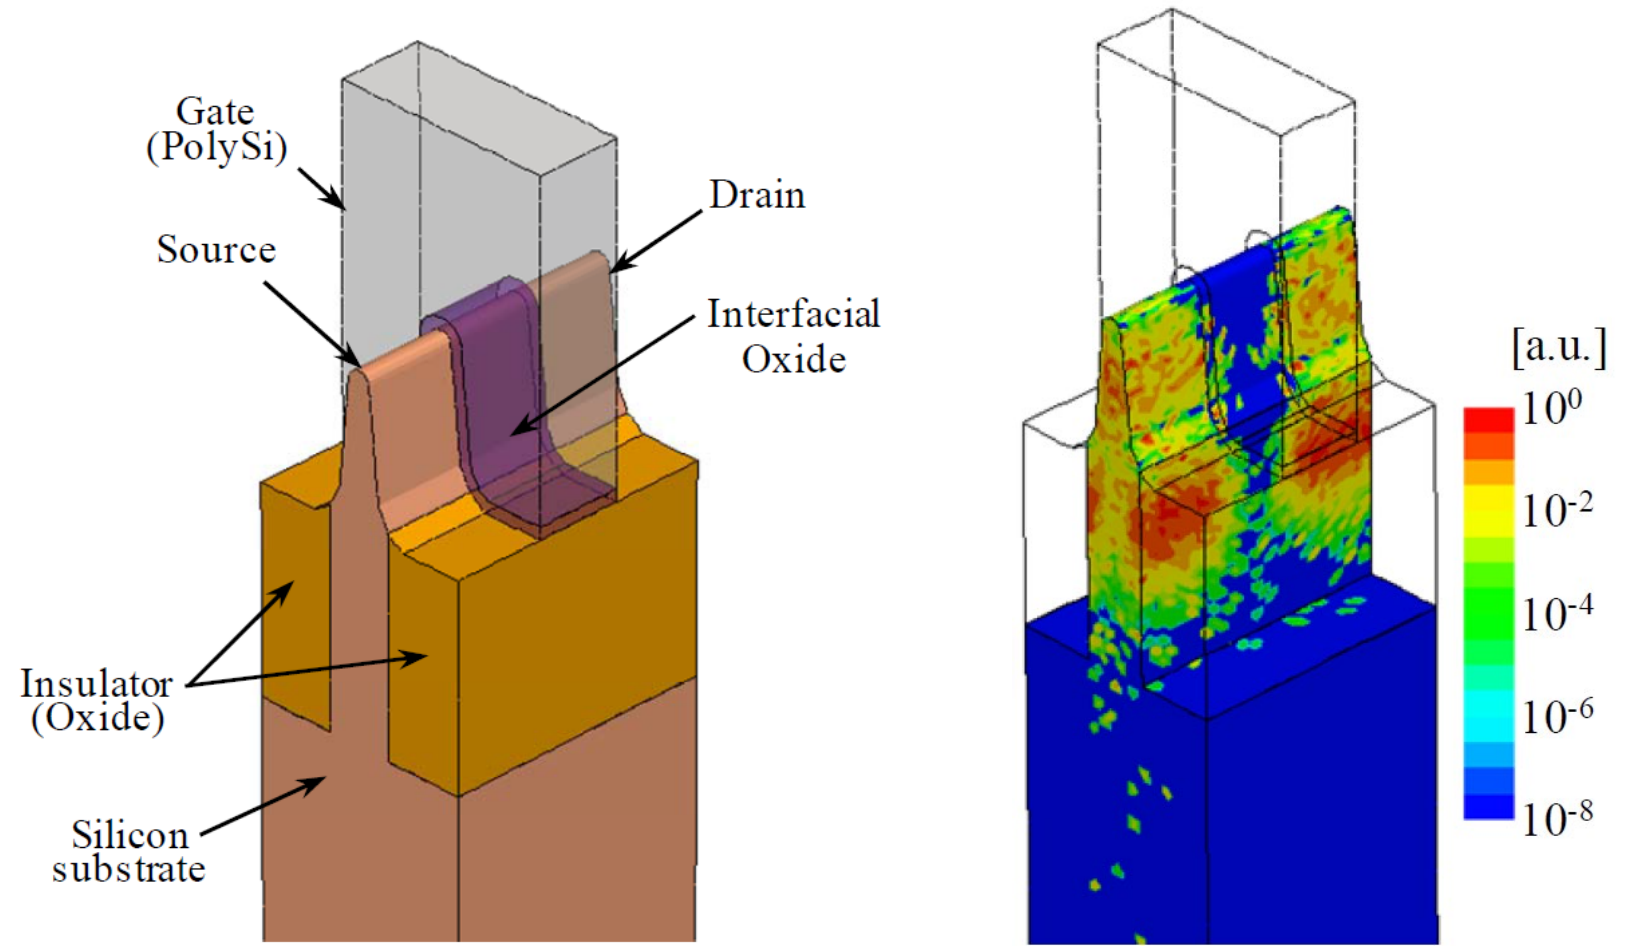 Gate
(PolySi)
Source
Drain
Interfacial
Oxide
Insulator
(Oxide)
Silicon
substrate
[a.u.]
10⁰
10⁻²
10⁻⁴
10⁻⁶
10⁻⁸